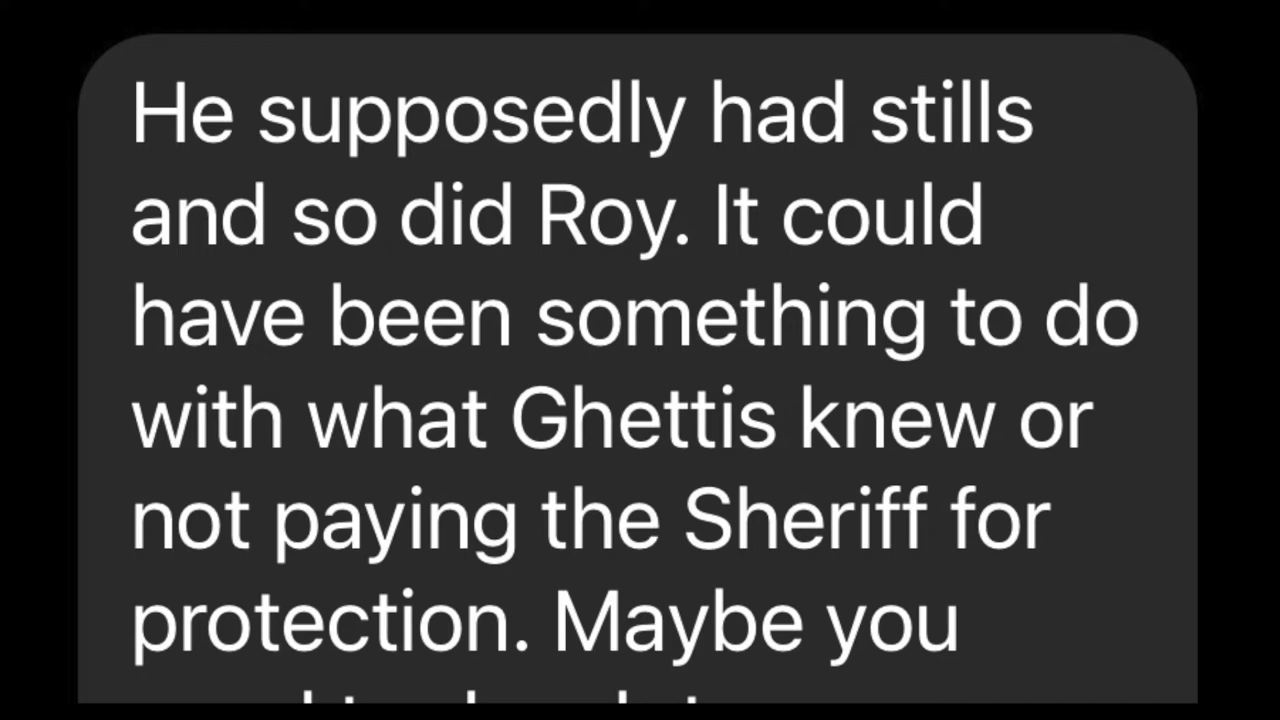 He supposedly had stills
and so did Roy. It could
have been something to do
with what Ghettis knew or
not paying the Sheriff for
protection. Maybe you